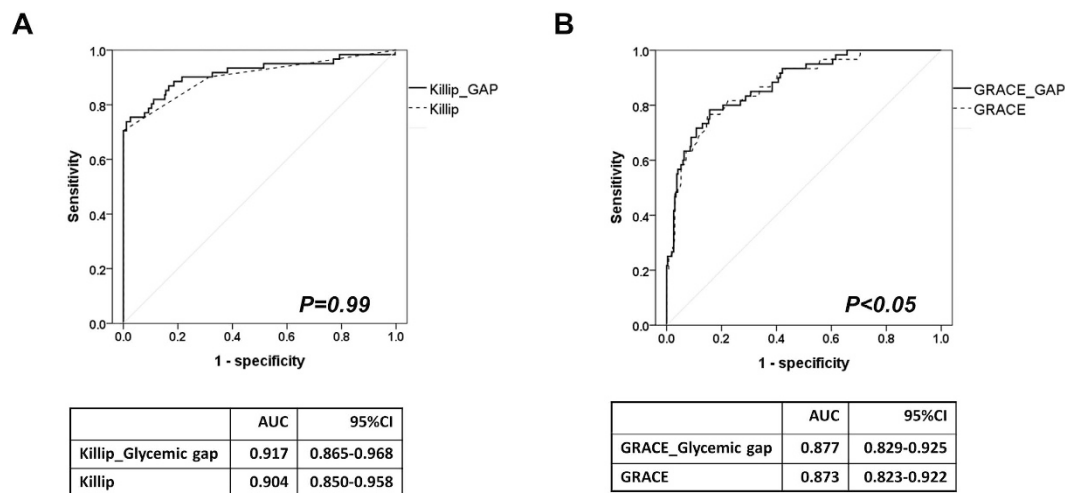 A
1.0
0.8
0.6
0.4
0.2
0.0
Sensitivity
0.0 0.2 0.4 0.6 0.8 1.0
1 - specificity
Killip_GAP
Killip
P=0.99
AUC 95%CI
Killip_Glycemic gap 0.917 0.865-0.968
Killip 0.904 0.850-0.958
B
1.0
0.8
0.6
0.4
0.2
0.0
Sensitivity
0.0 0.2 0.4 0.6 0.8 1.0
1 - specificity
GRACE_GAP
GRACE
P<0.05
AUC 95%CI
GRACE_Glycemic gap 0.877 0.829-0.925
GRACE 0.873 0.823-0.922